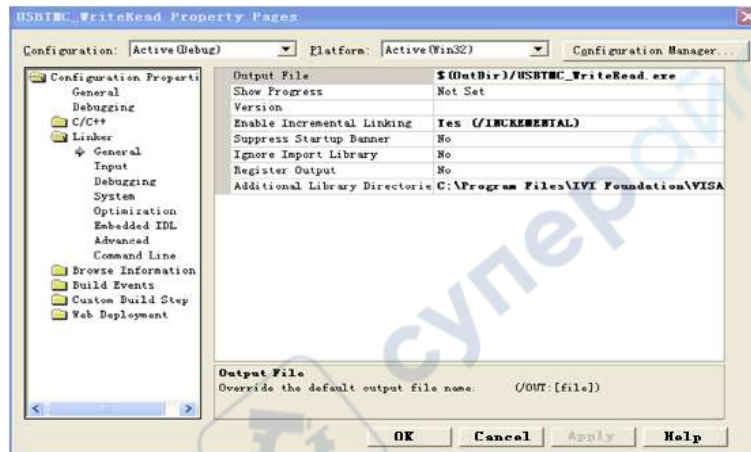 USBTMC_WriteRead Property Pages
Configuration: Active(Debug) Platform: Active(Win32) Configuration Manager...
Configuration Properti
General
Debugging
C/C++
Linker
General
Input
Debugging
System
Optimization
Embedded IDL
Advanced
Command Line
Browse Information
Build Events
Custom Build Step
Web Deployment
Output File $(OutDir)/USBTMC_WriteRead.exe
Show Progress Not Set
Version
Enable Incremental Linking Yes (/INCREMENTAL)
Suppress Startup Banner No
Ignore Import Library No
Register Output No
Additional Library Directorie C:\Program Files\IVI Foundation\VISA
Output File
Override the default output file name. (/OUT:[file])
OK Cancel Apply Help
суперайс